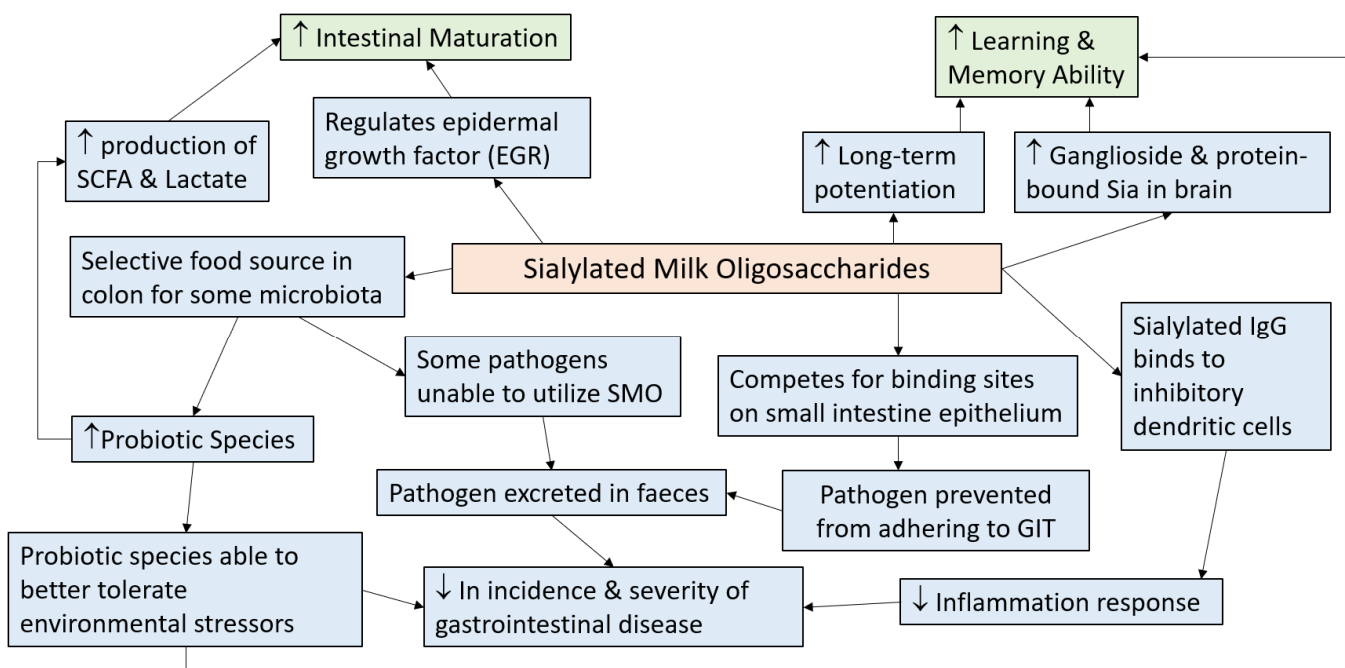 ↑ Intestinal Maturation
↑ Learning &
Memory Ability
Regulates epidermal
growth factor (EGR)
↑ production of
SCFA & Lactate
↑ Long-term
potentiation
↑ Ganglioside & protein-
bound Sia in brain
Sialylated Milk Oligosaccharides
Selective food source in
colon for some microbiota
Some pathogens
unable to utilize SMO
Competes for binding sites
on small intestine epithelium
Sialylated IgG
binds to
inhibitory
dendritic cells
↑Probiotic Species
Pathogen excreted in faeces
Pathogen prevented
from adhering to GIT
Probiotic species able to
better tolerate
environmental stressors
↓ In incidence & severity of
gastrointestinal disease
↓ Inflammation response